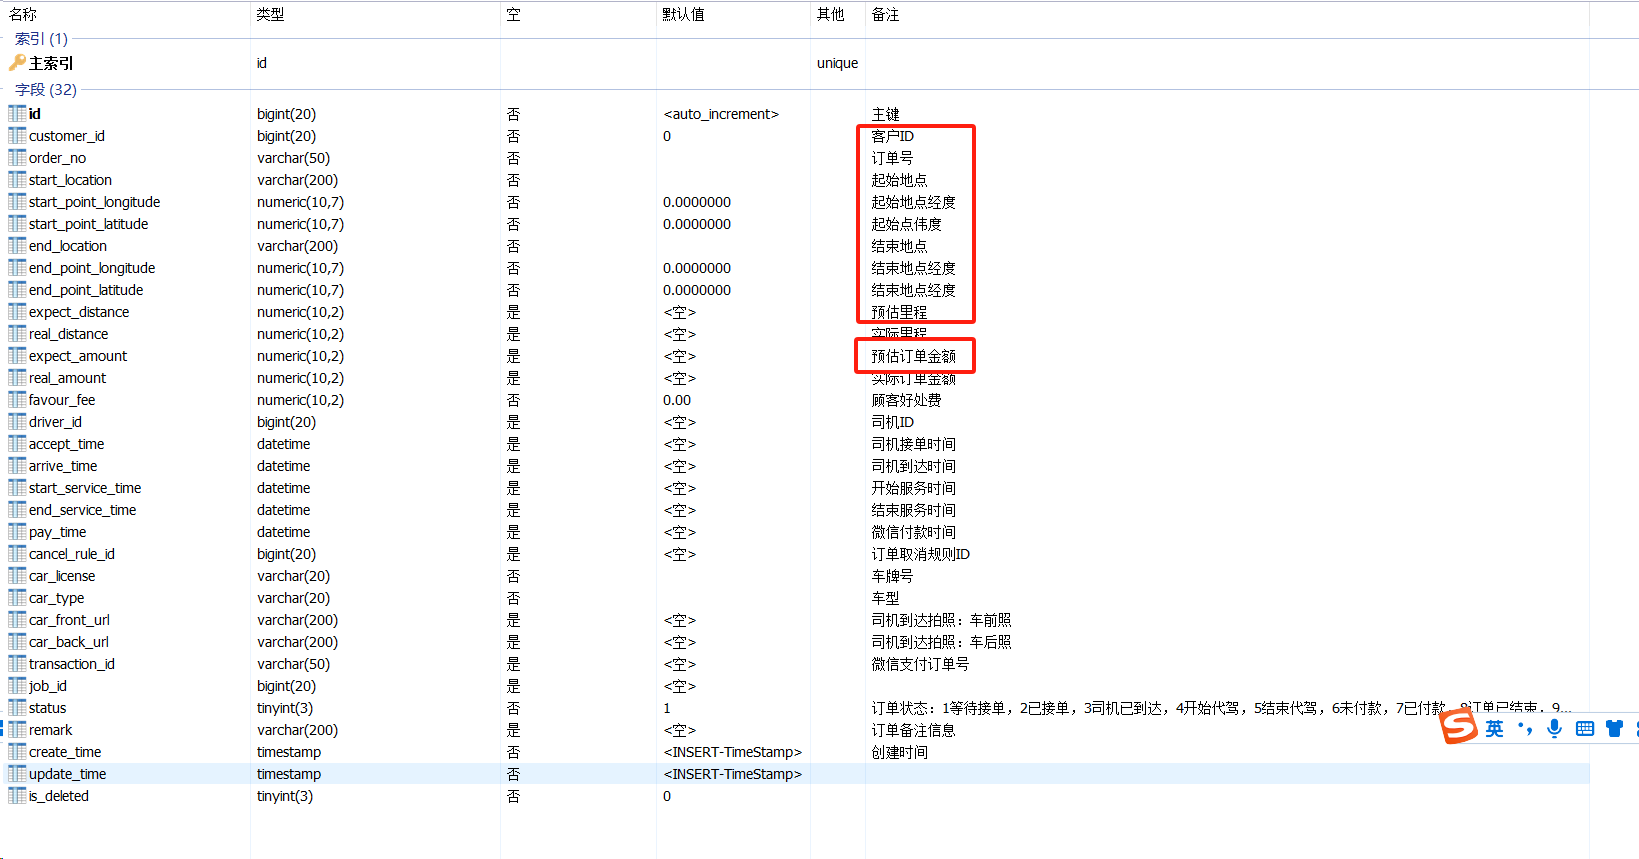 名称 类型 空 默认值 其他 备注
索引 (1)
主索引 id unique
字段 (32)
id bigint(20) 否 <auto_increment> 主键
customer_id bigint(20) 否 0 客户ID
order_no varchar(50) 否 订单号
start_location varchar(200) 否 起始地点
start_point_longitude numeric(10,7) 否 0.0000000 起始地点经度
start_point_latitude numeric(10,7) 否 0.0000000 起始点伟度
end_location varchar(200) 否 结束地点
end_point_longitude numeric(10,7) 否 0.0000000 结束地点经度
end_point_latitude numeric(10,7) 否 0.0000000 结束地点经度
expect_distance numeric(10,2) 是 <空> 预估里程
real_distance numeric(10,2) 是 <空> 实际里程
expect_amount numeric(10,2) 是 <空> 预估订单金额
real_amount numeric(10,2) 是 <空> 实际订单金额
favour_fee numeric(10,2) 是 0.00 顾客好处费
driver_id bigint(20) 是 <空> 司机ID
accept_time datetime 是 <空> 司机接单时间
arrive_time datetime 是 <空> 司机到达时间
start_service_time datetime 是 <空> 开始服务时间
end_service_time datetime 是 <空> 结束服务时间
pay_time datetime 是 <空> 微信付款时间
cancel_rule_id bigint(20) 是 <空> 订单取消规则ID
car_license varchar(20) 否 车牌号
car_type varchar(20) 否 车型
car_front_url varchar(200) 是 <空> 司机到达拍照：车前照
car_back_url varchar(200) 是 <空> 司机到达拍照：车后照
transaction_id varchar(50) 是 <空> 微信支付订单号
job_id bigint(20) 是 <空>
status tinyint(3) 否 1 订单状态：1等待接单，2已接单，3司机已到达，4开始代驾，5结束代驾，6未付款，7已付款，8订单已结束，9...
remark varchar(200) 是 <空> 订单备注信息
create_time timestamp 否 <INSERT-TimeStamp> 创建时间
update_time timestamp 否 <INSERT-TimeStamp>
is_deleted tinyint(3) 否 0
S 英